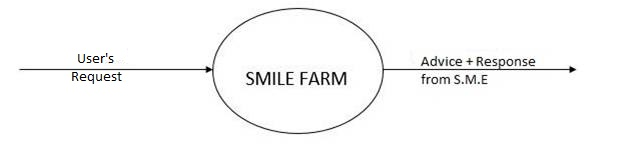 User's
Request
SMILE FARM
Advice + Response
from S.M.E